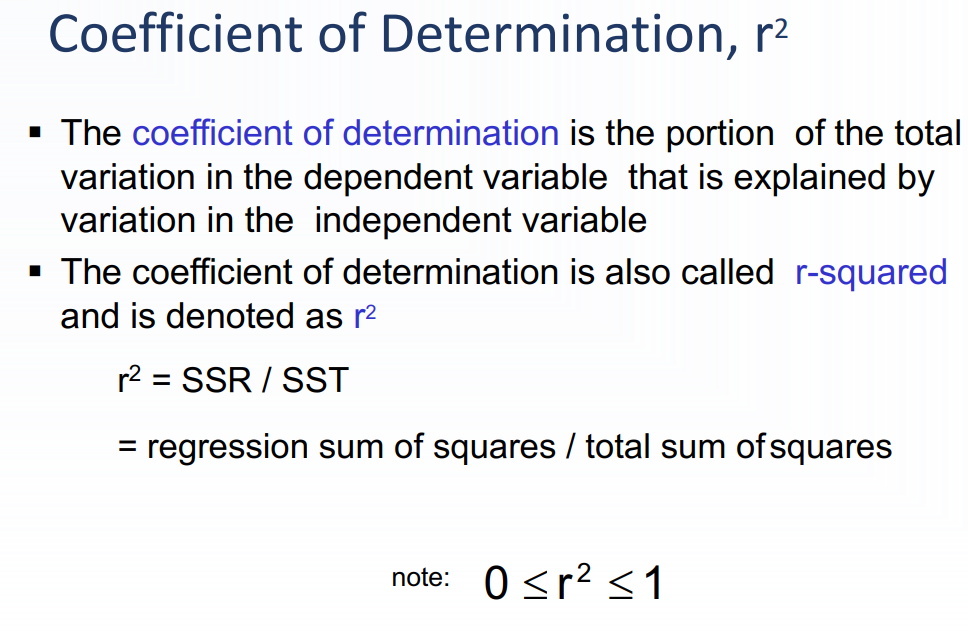 Coefficient of Determination, r²
▪ The coefficient of determination is the portion of the total
variation in the dependent variable that is explained by
variation in the independent variable
▪ The coefficient of determination is also called r-squared
and is denoted as r²
r² = SSR / SST
= regression sum of squares / total sum of squares
note: 0 ≤ r² ≤ 1